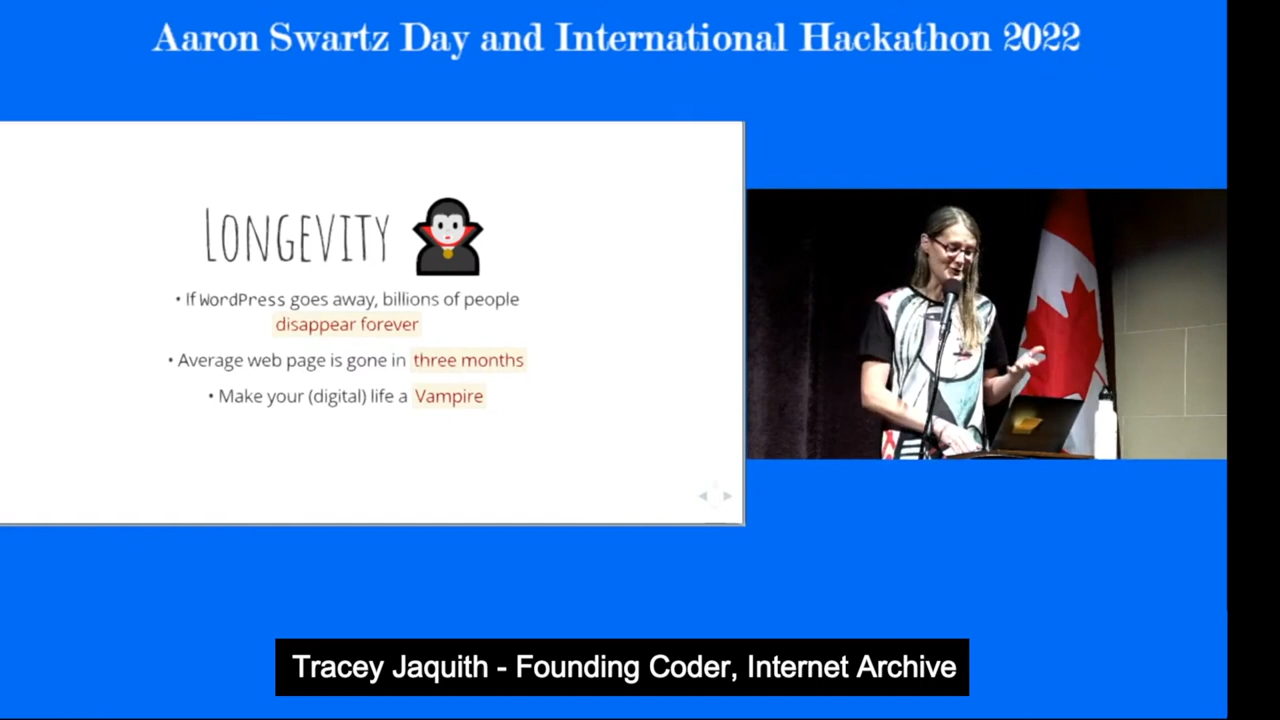 Aaron Swartz Day and International Hackathon 2022
LONGEVITY
• If WordPress goes away, billions of people
disappear forever
• Average web page is gone in three months
• Make your (digital) life a Vampire
Tracey Jaquith - Founding Coder, Internet Archive